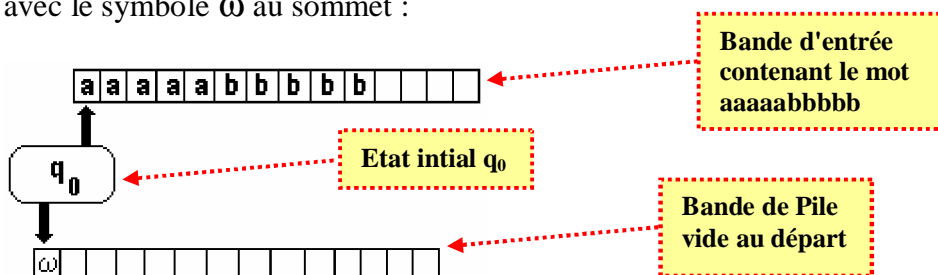 avec le symbole ω au sommet :
Bande d'entrée
contenant le mot
aaaaabbbbb
a a a a a b b b b b
Etat intial q0
q0
Bande de Pile
vide au départ
ω